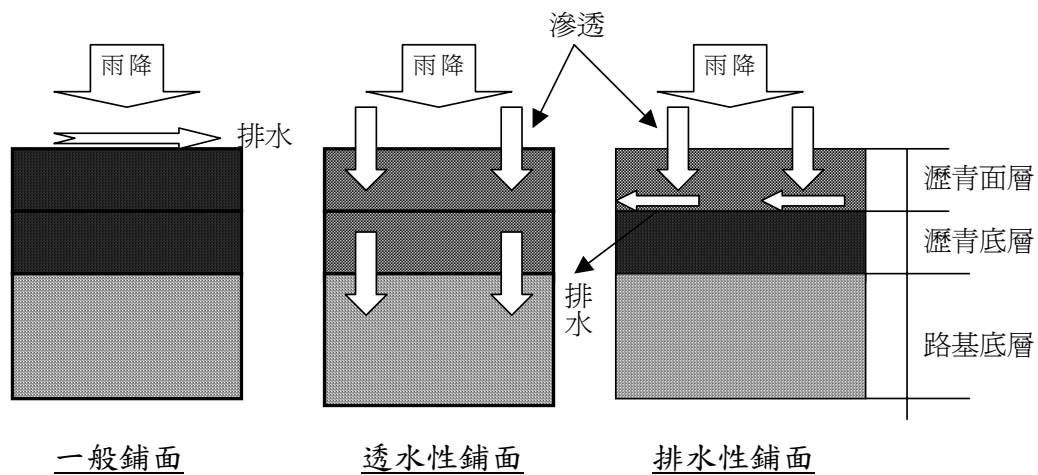 滲透
雨降
雨降
雨降
排水
瀝青面層
瀝青底層
排水
路基底層
一般鋪面
透水性鋪面
排水性鋪面